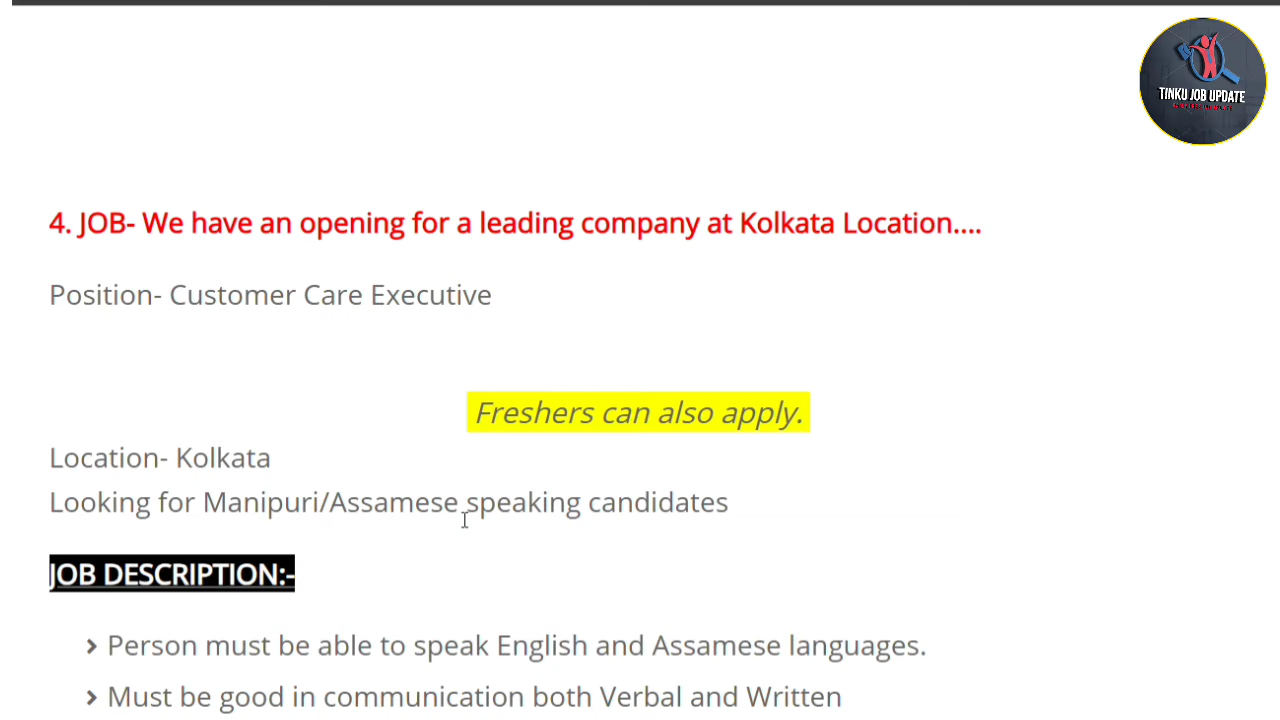 TINKU JOB UPDATE
4. JOB- We have an opening for a leading company at Kolkata Location....
Position- Customer Care Executive
Freshers can also apply.
Location- Kolkata
Looking for Manipuri/Assamese speaking candidates
JOB DESCRIPTION:-
Person must be able to speak English and Assamese languages.
Must be good in communication both Verbal and Written